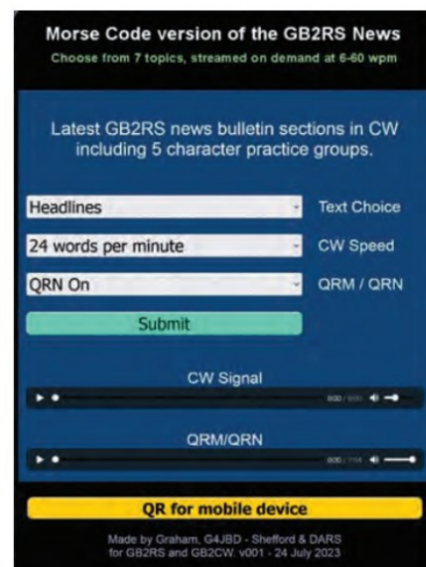 Morse Code version of the GB2RS News
Choose from 7 topics, streamed on demand at 6-60 wpm
Latest GB2RS news bulletin sections in CW
including 5 character practice groups.
Headlines
Text Choice
24 words per minute
CW Speed
QRN On
QRM / QRN
Submit
CW Signal
QRM/QRN
QR for mobile device
Made by Graham, G4JBD - Shefford & DARS
for GB2RS and GB2CW. v001 - 24 July 2023